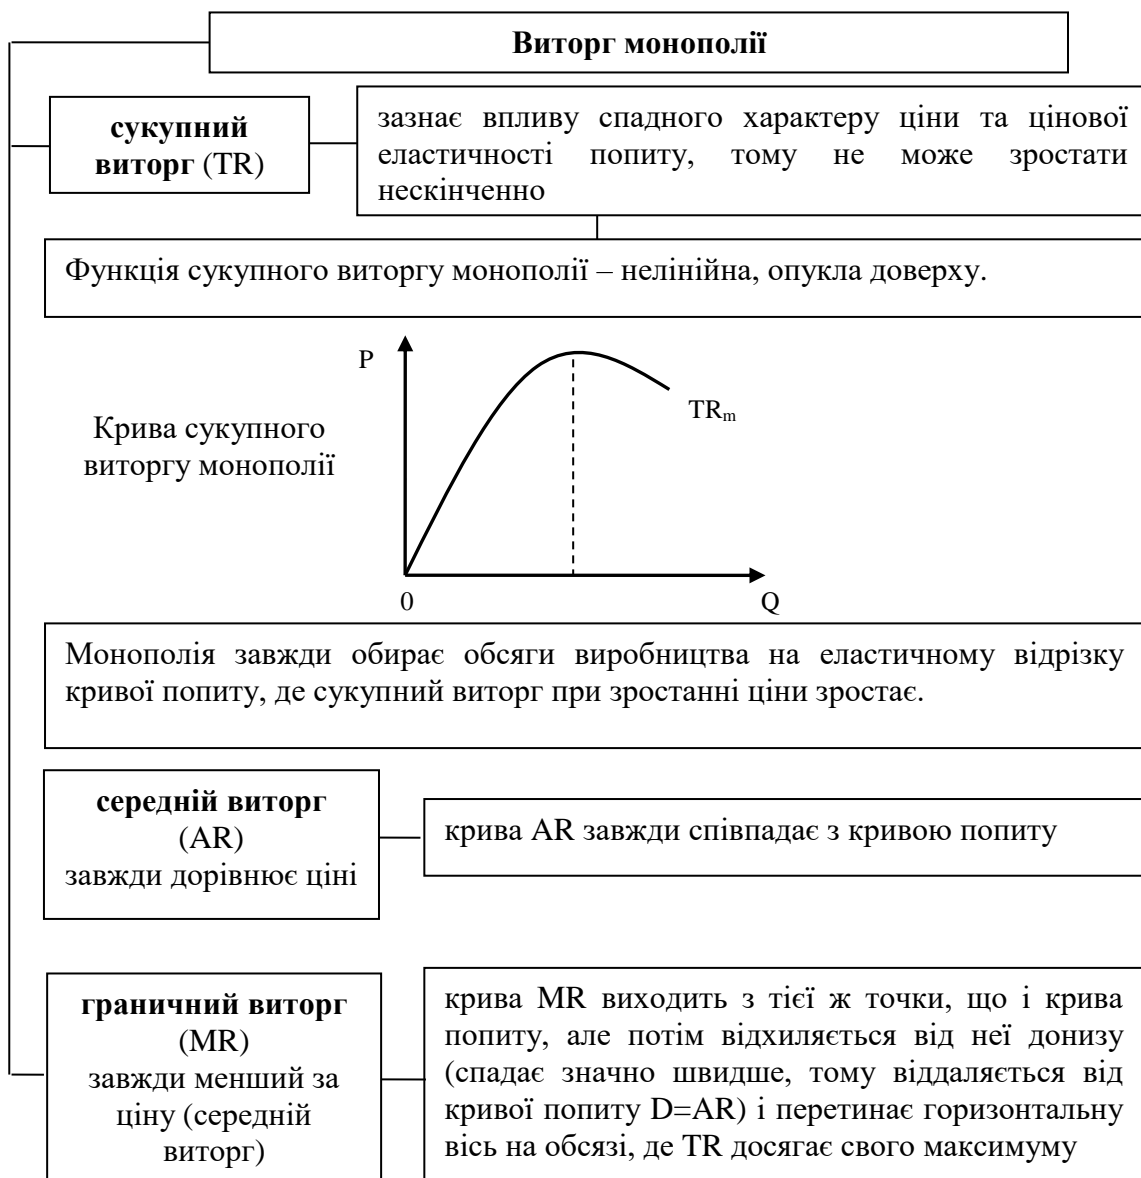 Виторг монополії
сукупний
виторг (TR)
зазнає впливу спадного характеру ціни та цінової
еластичності попиту, тому не може зростати
нескінченно
Функція сукупного виторгу монополії – нелінійна, опукла доверху.
P
TRm
Крива сукупного
виторгу монополії
0
Q
Монополія завжди обирає обсяги виробництва на еластичному відрізку
кривої попиту, де сукупний виторг при зростанні ціни зростає.
середній виторг
(AR)
завжди дорівнює ціні
крива AR завжди співпадає з кривою попиту
граничний виторг
(MR)
завжди менший за
ціну (середній
виторг)
крива MR виходить з тієї ж точки, що і крива
попиту, але потім відхиляється від неї донизу
(спадає значно швидше, тому віддаляється від
кривої попиту D=AR) і перетинає горизонтальну
вісь на обсязі, де TR досягає свого максимуму